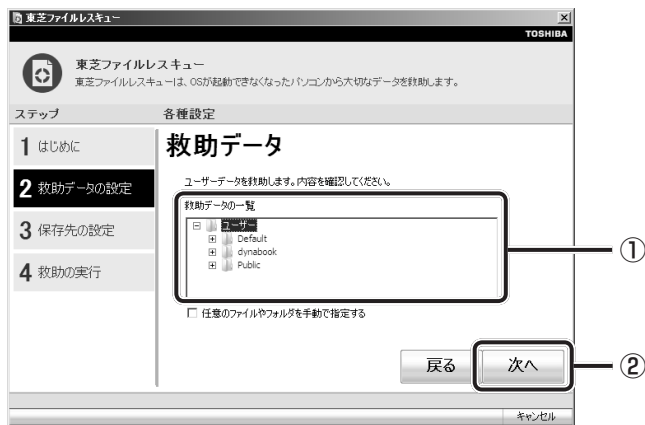 東芝ファイルレスキュー
TOSHIBA
東芝ファイルレスキュー
東芝ファイルレスキューは、OSが起動できなくなったパソコンから大切なデータを救助します。
ステップ
各種設定
1 はじめに
2 救助データの設定
3 保存先の設定
4 救助の実行
救助データ
ユーザーデータを救助します。内容を確認してください。
救助データの一覧
ユーザー
Default
dynabook
Public
①
任意のファイルやフォルダを手動で指定する
戻る
次へ
②
キャンセル